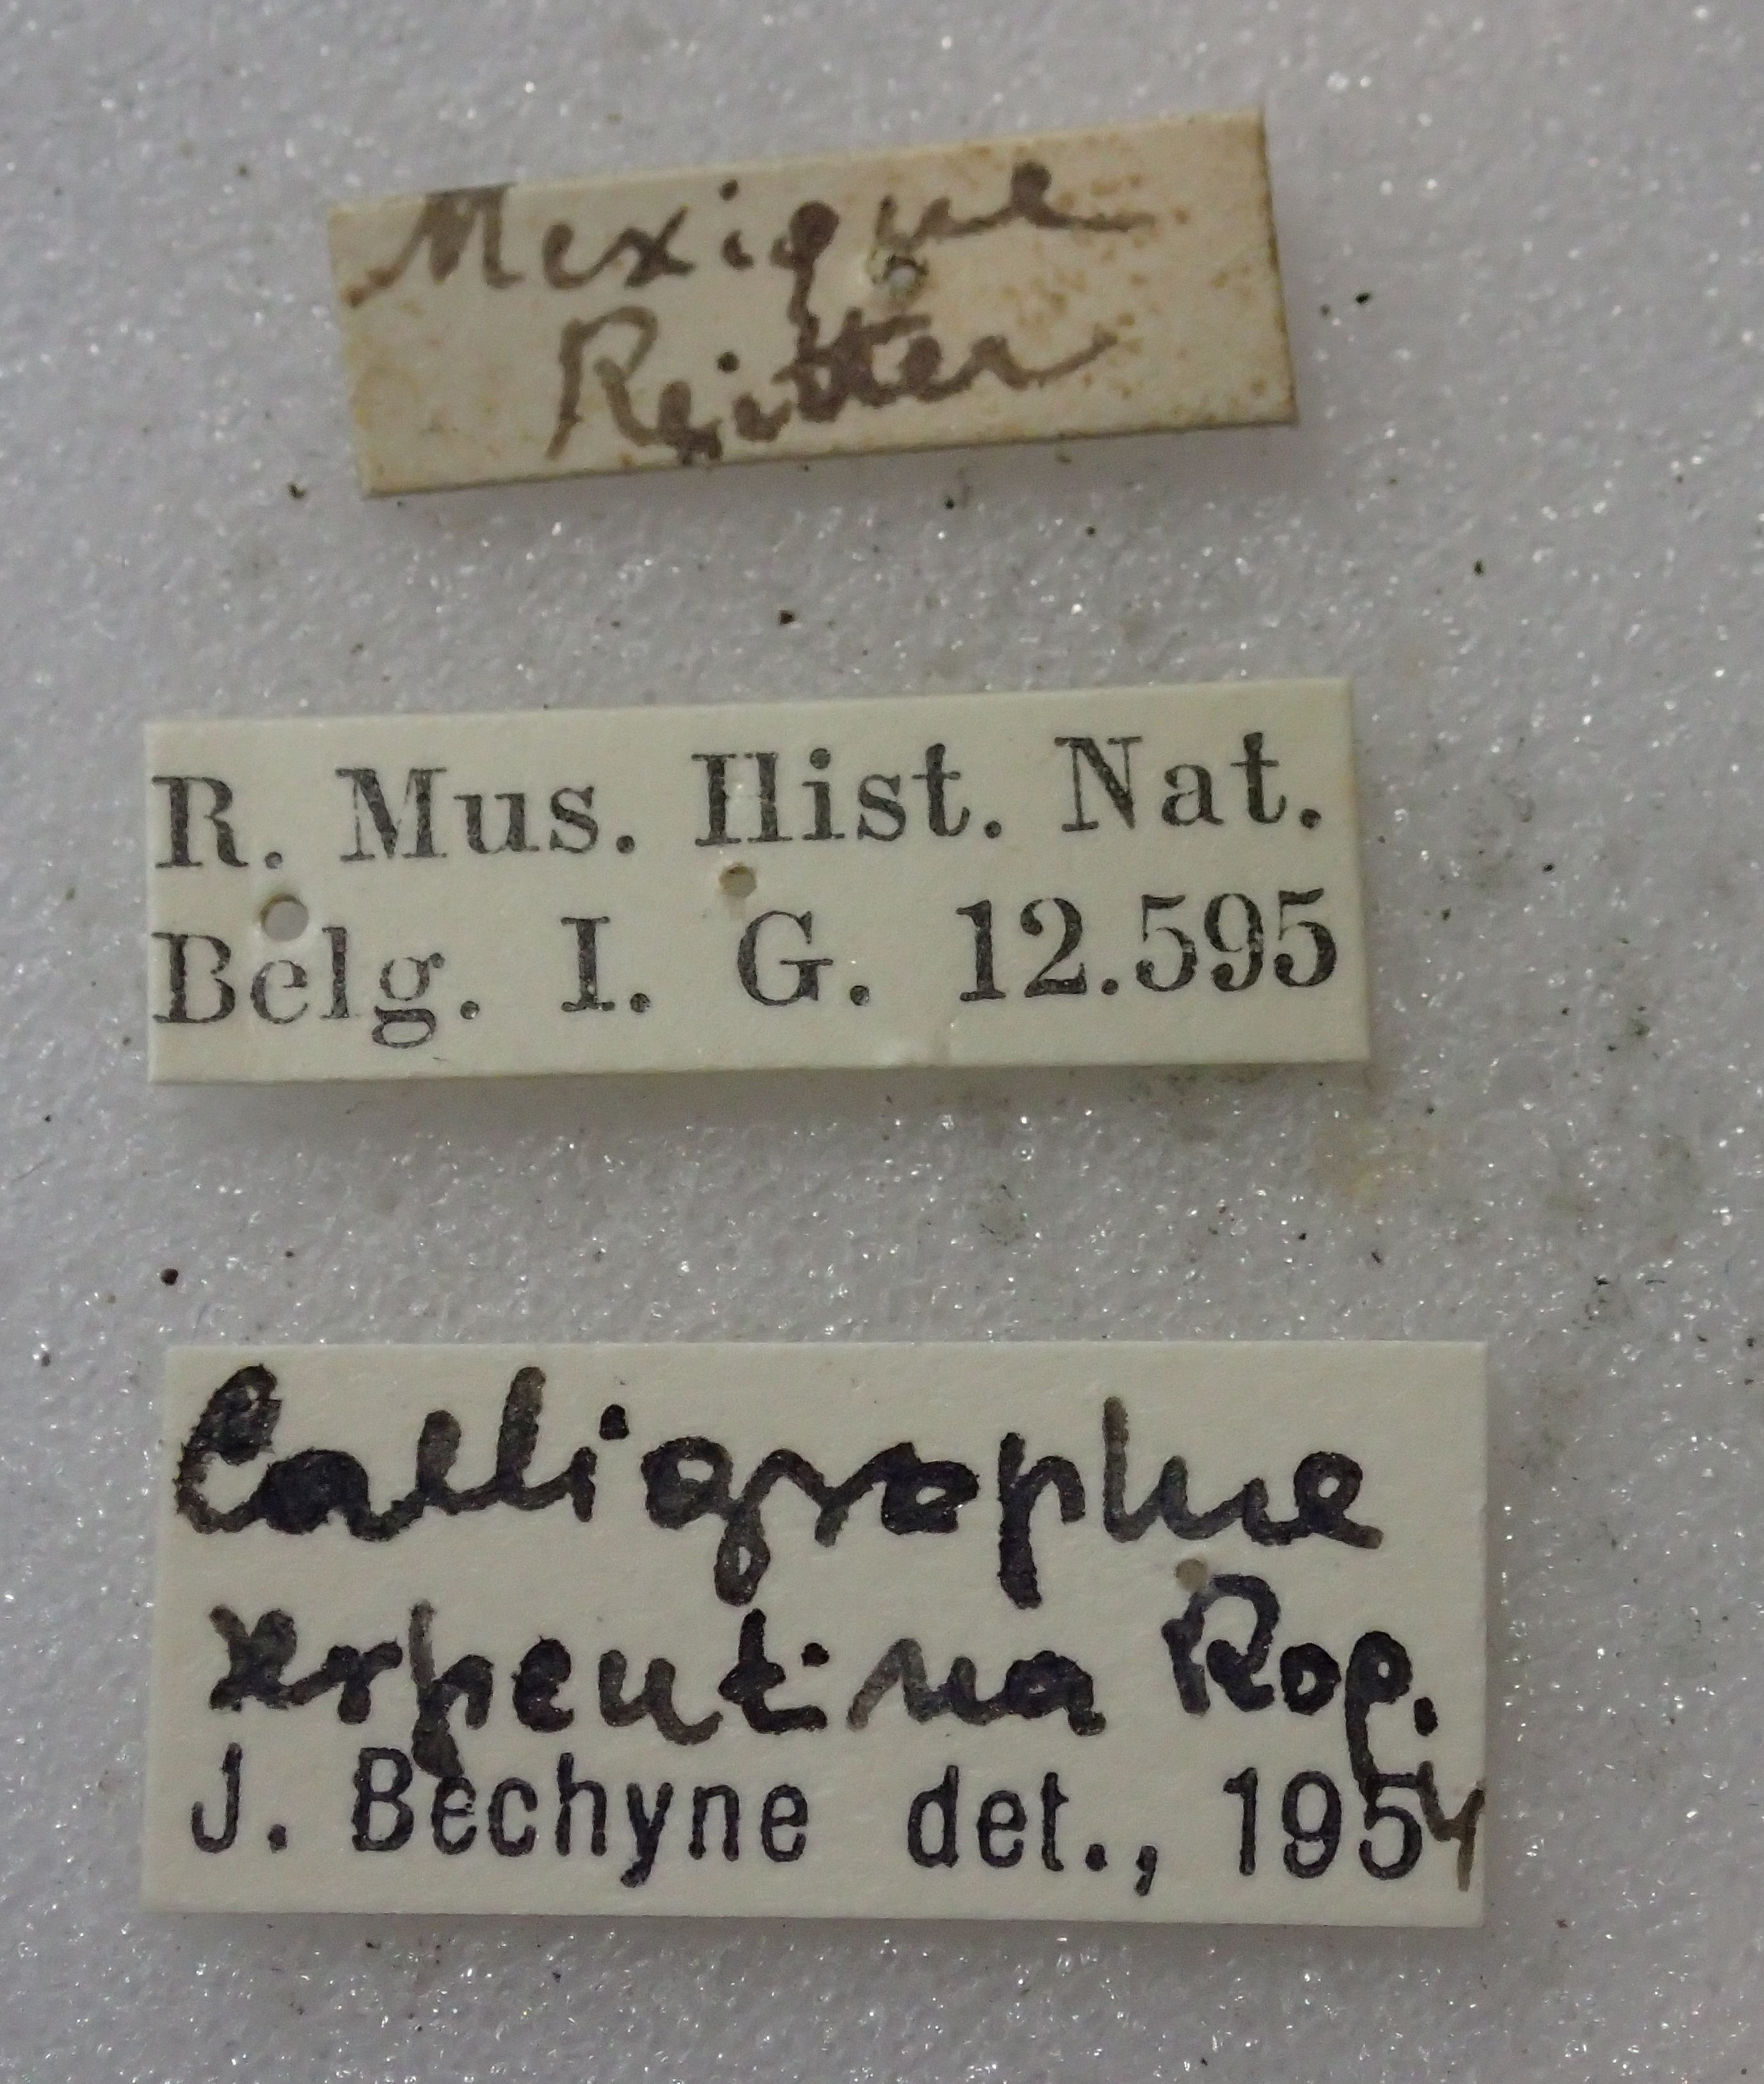 Mexique
Reitter
R. Mus. Hist. Nat.
Belg. I. G. 12.595
Calligrapha
serpentina Rog.
J. Bechyne det., 1954